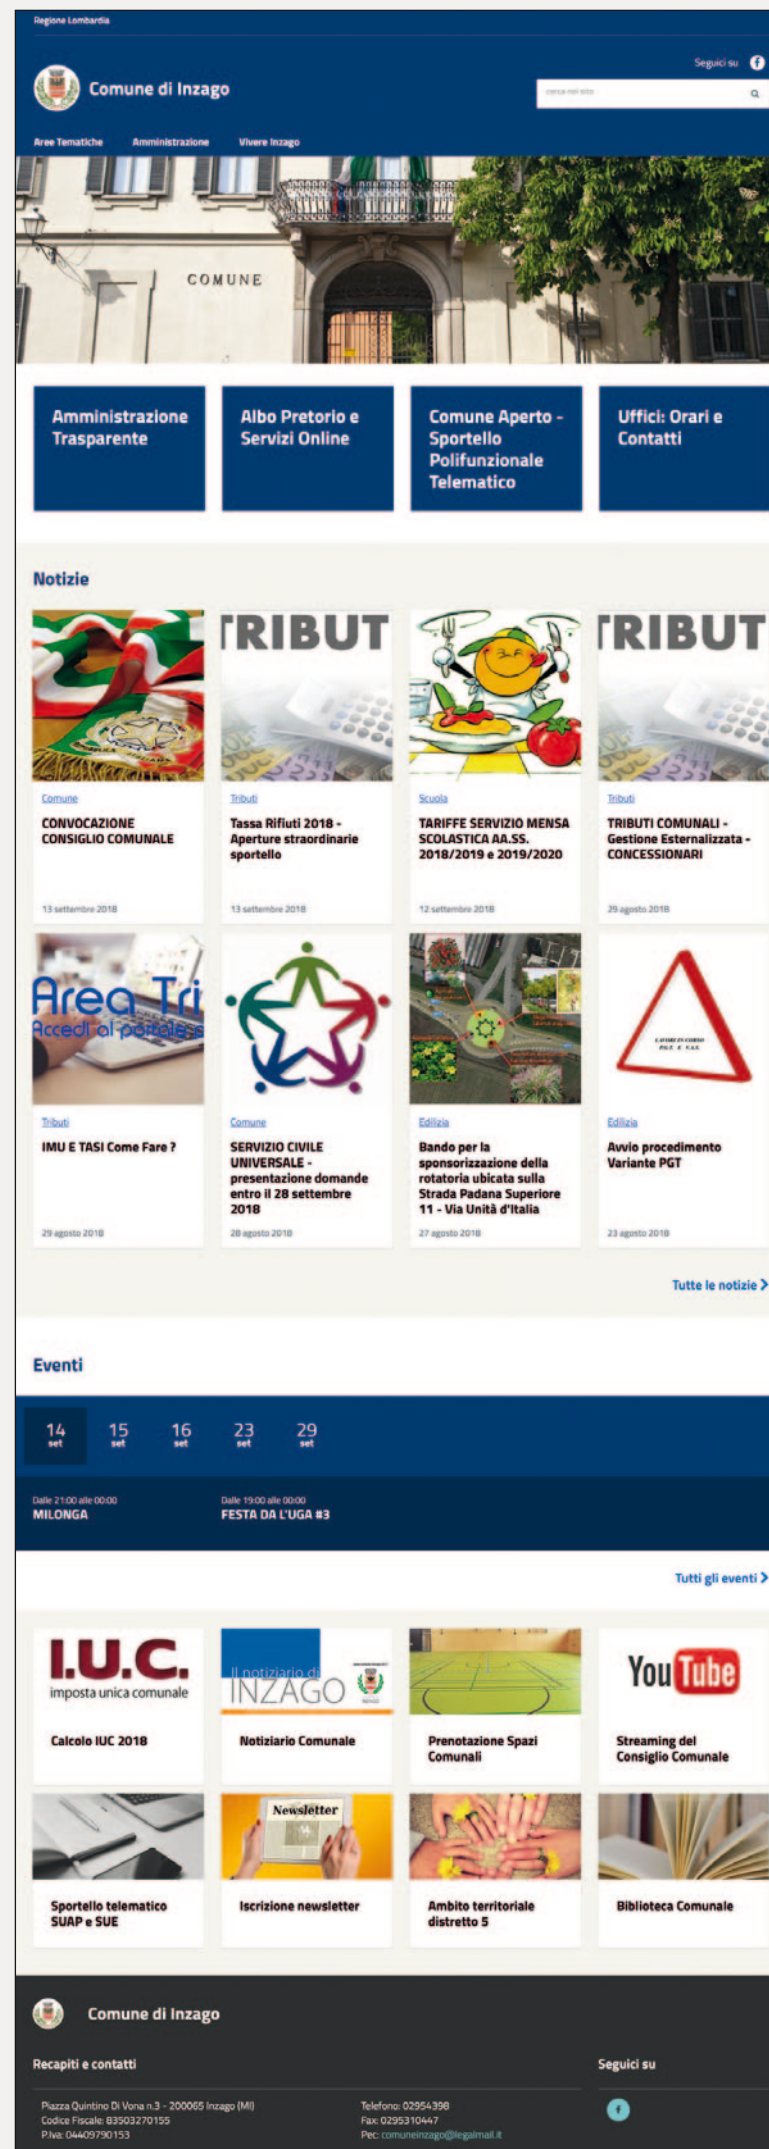 Regione Lombardia
Seguici su
Comune di Inzago
cerca nel sito
Aree Tematiche Amministrazione Vivere Inzago
COMUNE
Amministrazione
Trasparente
Albo Pretorio e
Servizi Online
Comune Aperto -
Sportello
Polifunzionale
Telematico
Uffici: Orari e
Contatti
Notizie
TRIBUT
TRIBUT
Comune
CONVOCAZIONE
CONSIGLIO COMUNALE
13 settembre 2018
Tributi
Tassa Rifiuti 2018 -
Aperture straordinarie
sportello
13 settembre 2018
Scuola
TARIFFE SERVIZIO MENSA
SCOLASTICA AA.SS.
2018/2019 e 2019/2020
12 settembre 2018
Tributi
TRIBUTI COMUNALI -
Gestione Esternalizzata -
CONCESSIONARI
29 agosto 2018
Area Tri
Accedi al portale s
LAVORI IN CORSO
P.G.T. E V.A.S.
Tributi
IMU E TASI Come Fare ?
29 agosto 2018
Comune
SERVIZIO CIVILE
UNIVERSALE -
presentazione domande
entro il 28 settembre
2018
28 agosto 2018
Edilizia
Bando per la
sponsorizzazione della
rotatoria ubicata sulla
Strada Padana Superiore
11 - Via Unità d'Italia
27 agosto 2018
Edilizia
Avvio procedimento
Variante PGT
23 agosto 2018
Tutte le notizie
Eventi
14 15 16 23 29
set set set set set
Dalle 21:00 alle 00:00
MILONGA
Dalle 19:00 alle 00:00
FESTA DA L'UGA #3
Tutti gli eventi
I.U.C.
imposta unica comunale
Calcolo IUC 2018
Il notiziario di
INZAGO
Notiziario Comunale
Prenotazione Spazi
Comunali
YouTube
Streaming del
Consiglio Comunale
Sportello telematico
SUAP e SUE
Newsletter
Iscrizione newsletter
Ambito territoriale
distretto 5
Biblioteca Comunale
Comune di Inzago
Recapiti e contatti
Seguici su
Piazza Quintino Di Vona n.3 - 200065 Inzago (MI)
Codice Fiscale: 83503270155
P.Iva: 04409790153
Telefono: 02954398
Fax: 0295310447
Pec: comuneinzago@legalmail.it